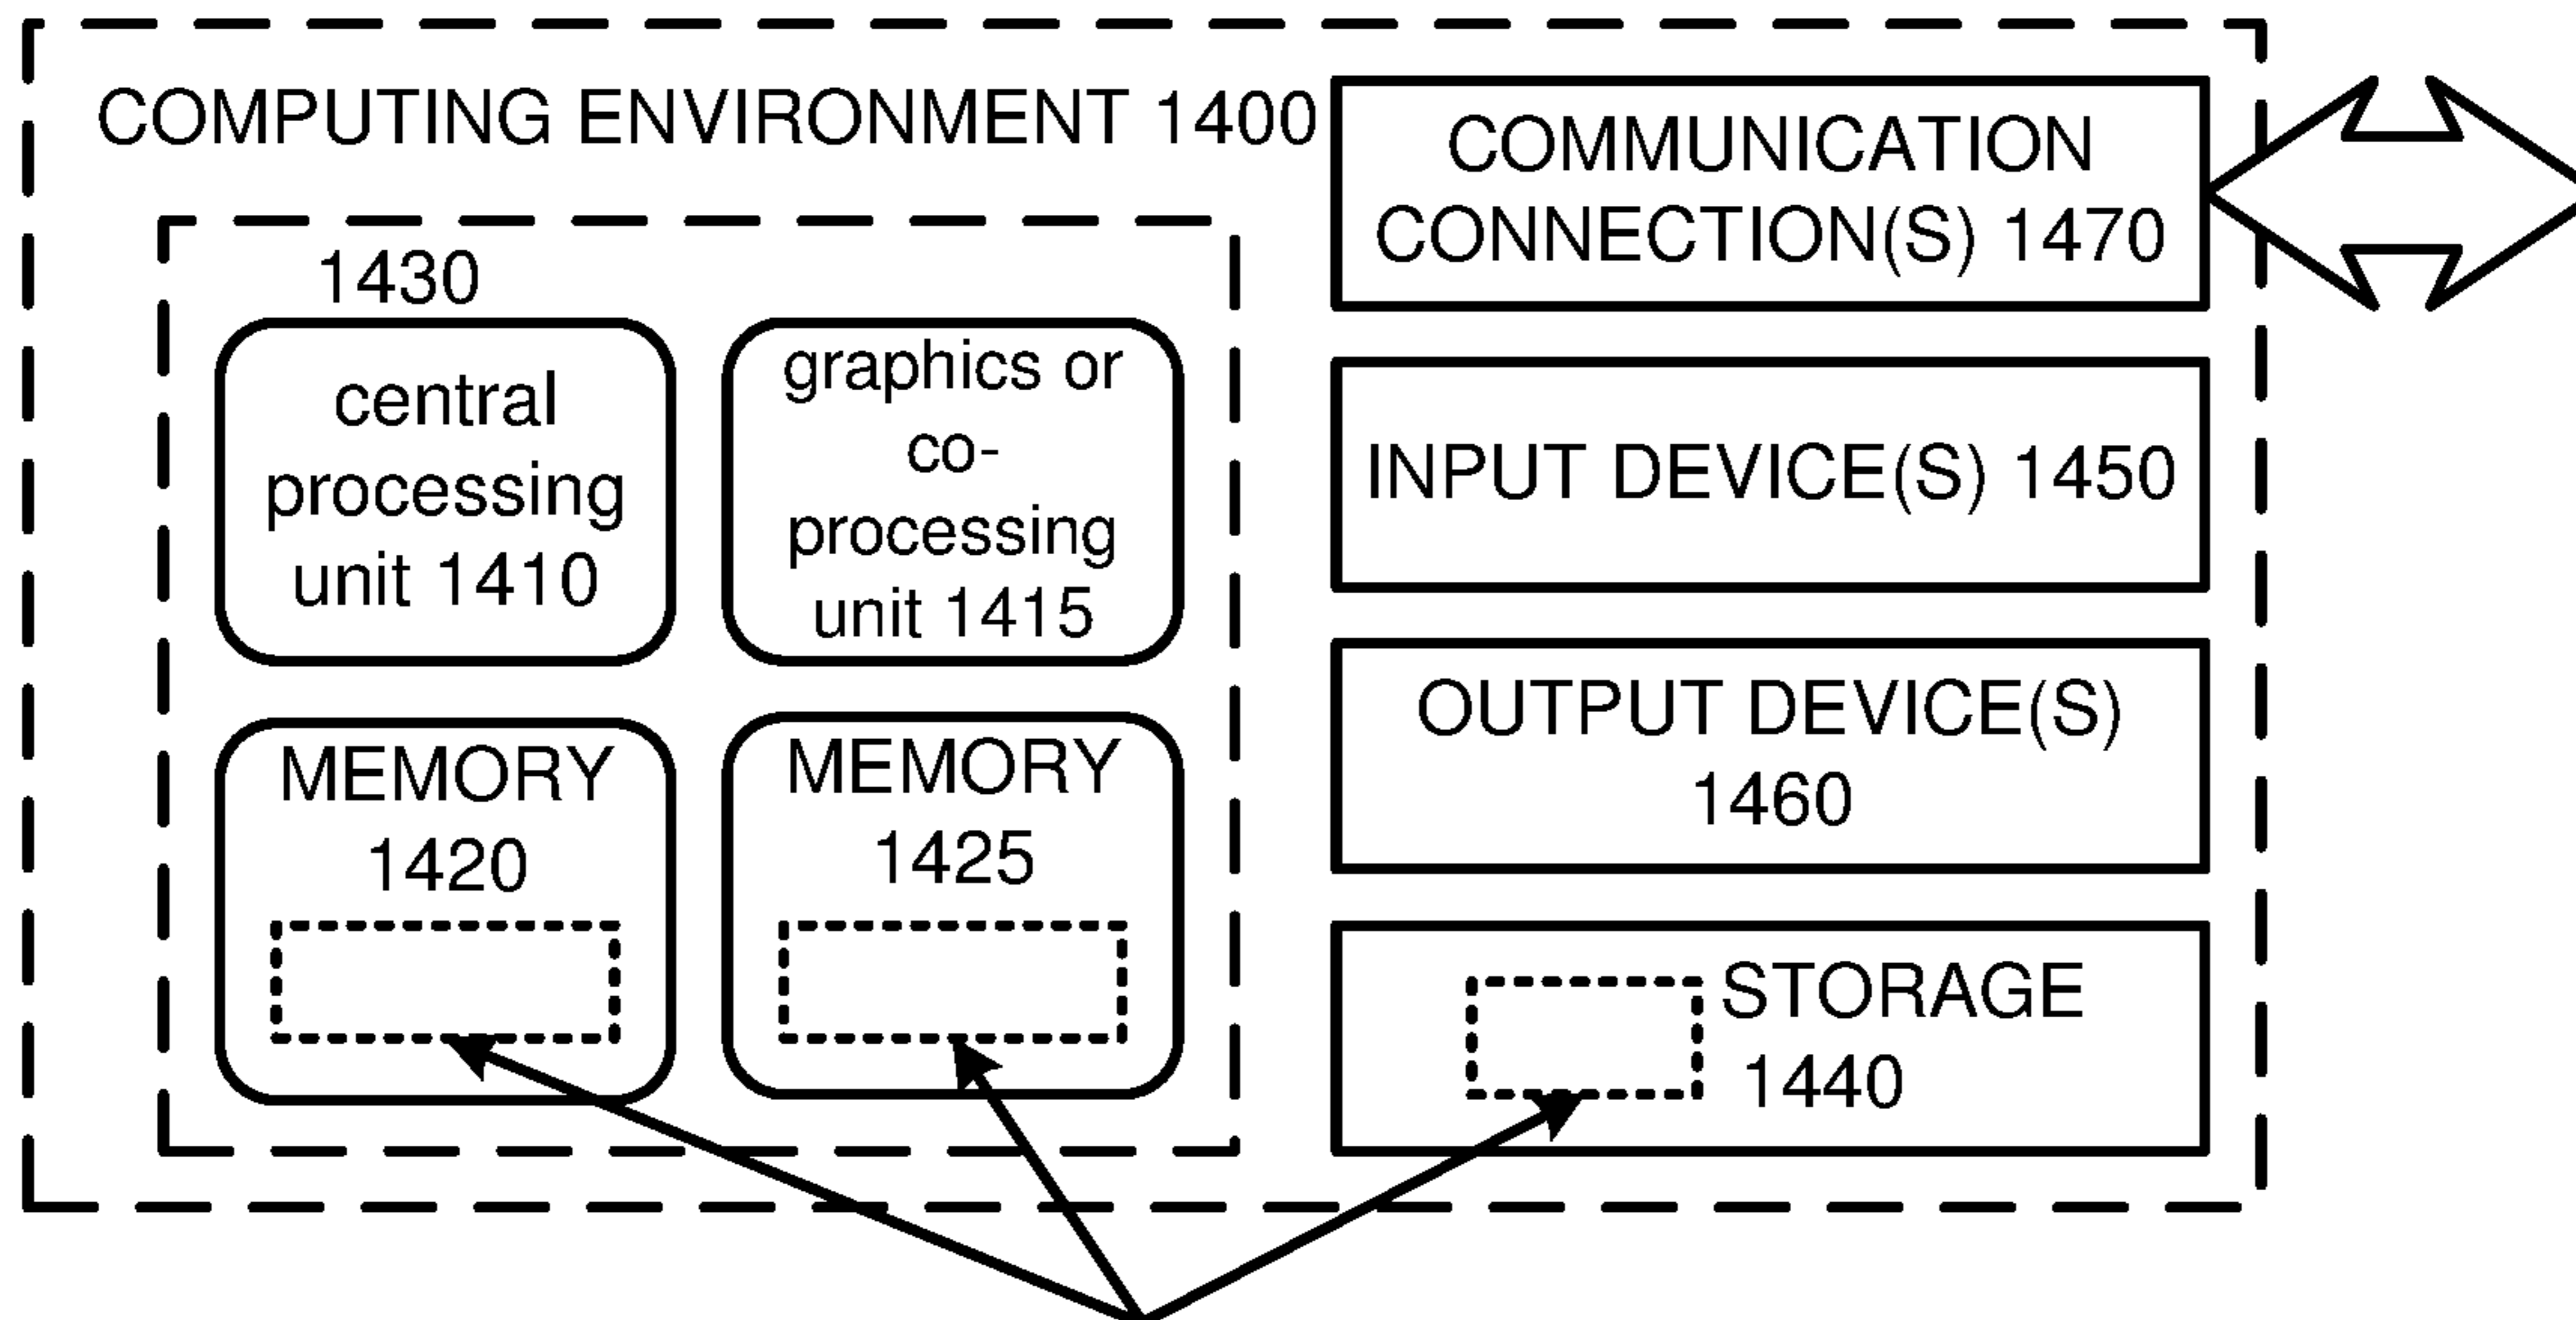 COMPUTING ENVIRONMENT 1400
1430
central
processing
unit 1410
graphics or
co-
processing
unit 1415
MEMORY
1420
MEMORY
1425
COMMUNICATION
CONNECTION(S) 1470
INPUT DEVICE(S) 1450
OUTPUT DEVICE(S)
1460
STORAGE
1440